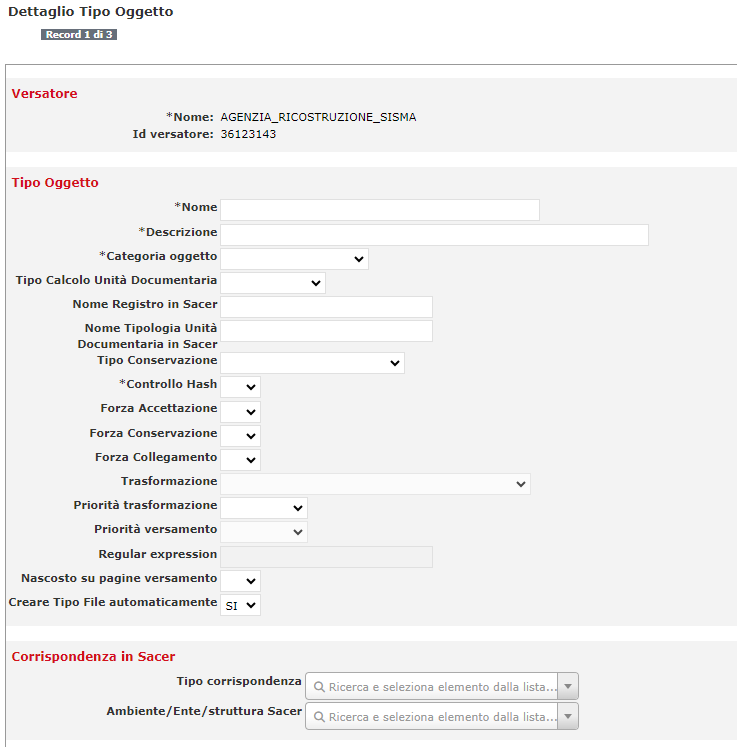 Dettaglio Tipo Oggetto
Record 1 di 3
Versatore
*Nome: AGENZIA_RICOSTRUZIONE_SISMA
Id versatore: 36123143
Tipo Oggetto
*Nome
*Descrizione
*Categoria oggetto
Tipo Calcolo Unità Documentaria
Nome Registro in Sacer
Nome Tipologia Unità
Documentaria in Sacer
Tipo Conservazione
*Controllo Hash
Forza Accettazione
Forza Conservazione
Forza Collegamento
Trasformazione
Priorità trasformazione
Priorità versamento
Regular expression
Nascosto su pagine versamento
Creare Tipo File automaticamente SI
Corrispondenza in Sacer
Tipo corrispondenza Ricerca e seleziona elemento dalla lista...
Ambiente/Ente/struttura Sacer Ricerca e seleziona elemento dalla lista...